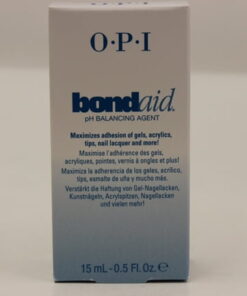 O·P·I
bondaid.
pH BALANCING AGENT
Maximizes adhesion of gels, acrylics,
tips, nail lacquer and more!
Maximise l'adhérence des gels,
acryliques, pointes, vernis à ongles et plus!
Maximiza la adherencia de los geles, acrílico,
tips, esmalte de uña y mucho más.
Verstärkt die Haftung von Gel-Nagellacken,
Kunstnägeln, Acrylspitzen, Nagellacken
und vielen mehr!
15 mL-0.5 Fl. Oz. ℮